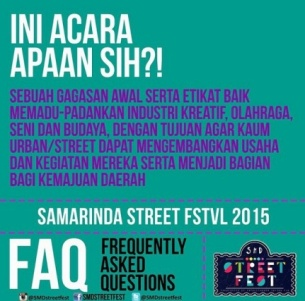 INI ACARA
APAAN SIH?!
SEBUAH GAGASAN AWAL SERTA ETIKAT BAIK
MEMADU-PADANKAN INDUSTRI KREATIF, OLAHRAGA,
SENI DAN BUDAYA, DENGAN TUJUAN AGAR KAUM
URBAN/STREET DAPAT MENGEMBANGKAN USAHA
DAN KEGIATAN MEREKA SERTA MENJADI BAGIAN
BAGI KEMAJUAN DAERAH
SAMARINDA STREET FSTVL 2015
FAQ
FREQUENTLY
ASKED
QUESTIONS
SMD
STREET
FEST
@SMDstreetfest
SMDSTREETFEST
@SMDstreetfest